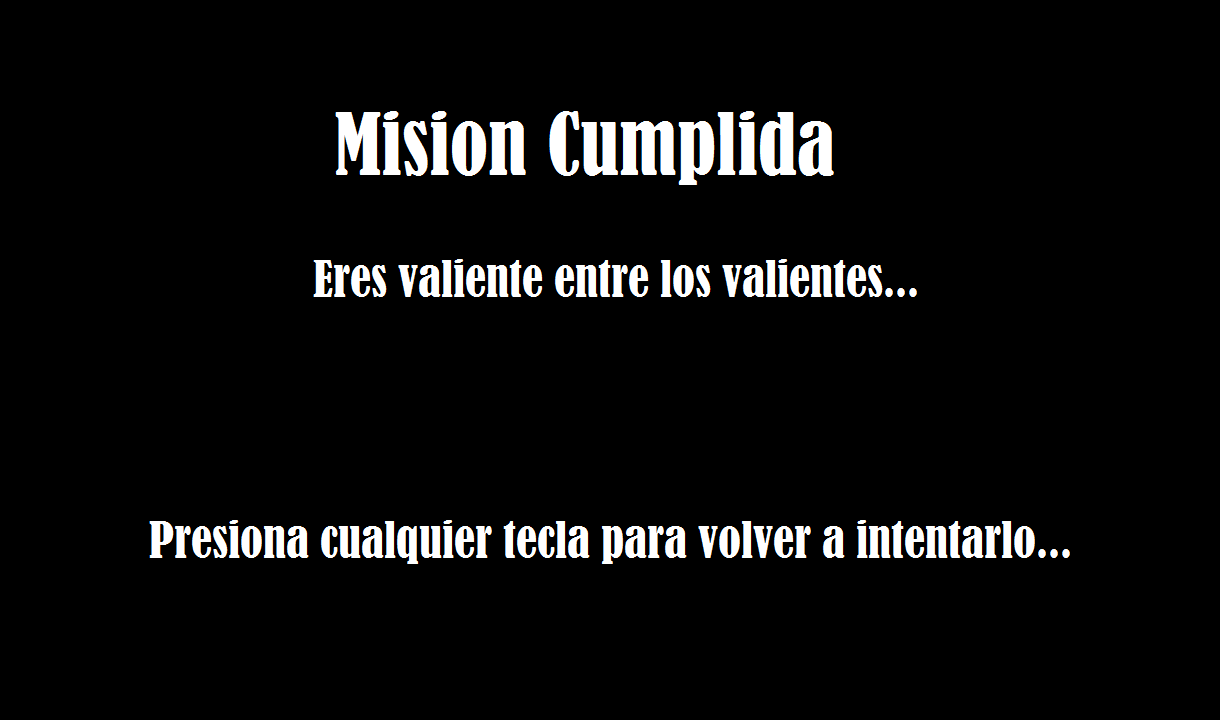 Mision Cumplida
Eres valiente entre los valientes...
Presiona cualquier tecla para volver a intentarlo...